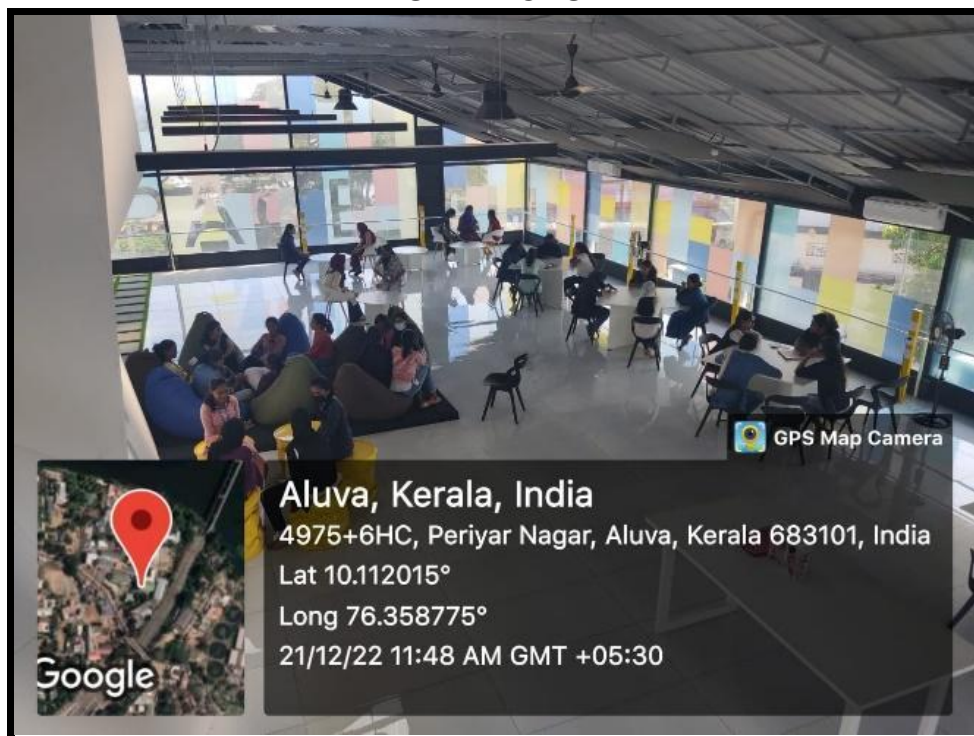 GPS Map Camera
Aluva, Kerala, India
4975+6HC, Periyar Nagar, Aluva, Kerala 683101, India
Lat 10.112015°
Long 76.358775°
21/12/22 11:48 AM GMT +05:30
Google